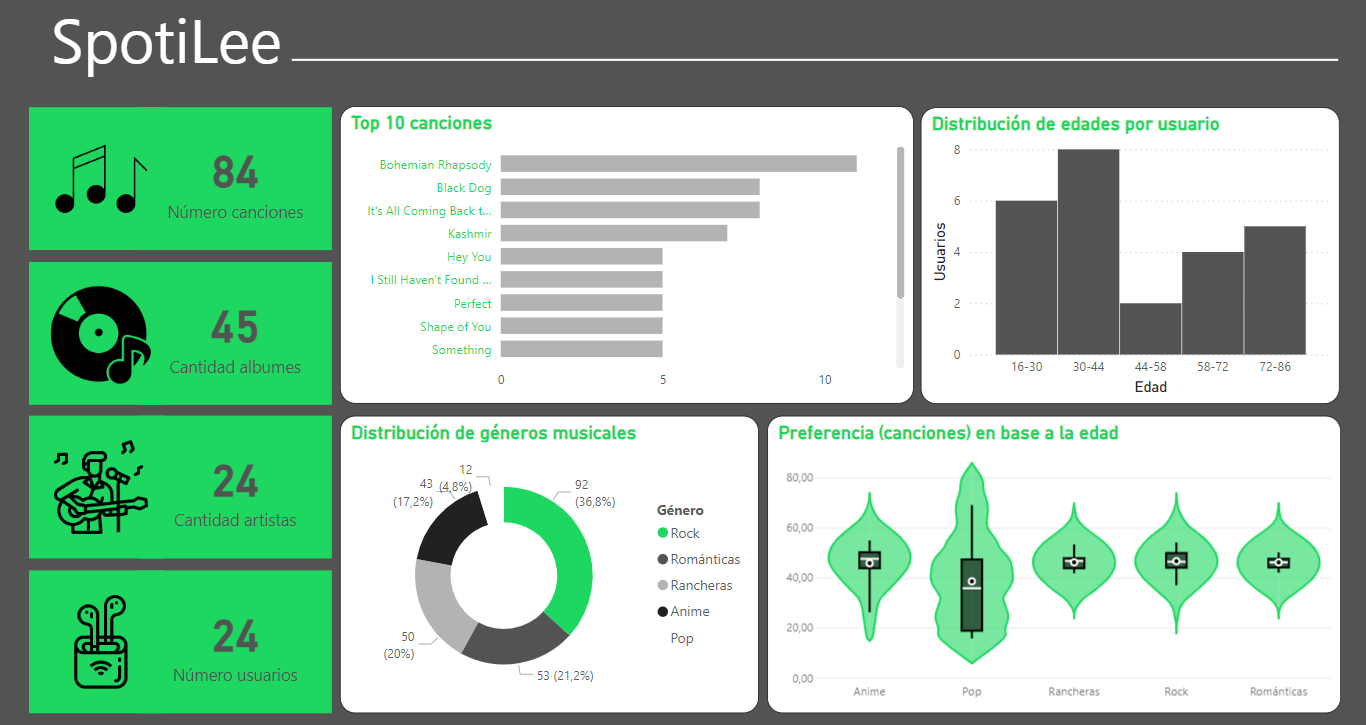 SpotiLee
84
Número canciones
45
Cantidad albumes
24
Cantidad artistas
24
Número usuarios
Top 10 canciones
Bohemian Rhapsody
Black Dog
It's All Coming Back t...
Kashmir
Hey You
I Still Haven't Found ...
Perfect
Shape of You
Something
0 5 10
Distribución de edades por usuario
Usuarios
8
6
4
2
0
16-30 30-44 44-58 58-72 72-86
Edad
Distribución de géneros musicales
12
(4,8%)
43
(17,2%)
92
(36,8%)
50
(20%)
53 (21,2%)
Género
Rock
Románticas
Rancheras
Anime
Pop
Preferencia (canciones) en base a la edad
80,00
60,00
40,00
20,00
0,00
Anime Pop Rancheras Rock Románticas